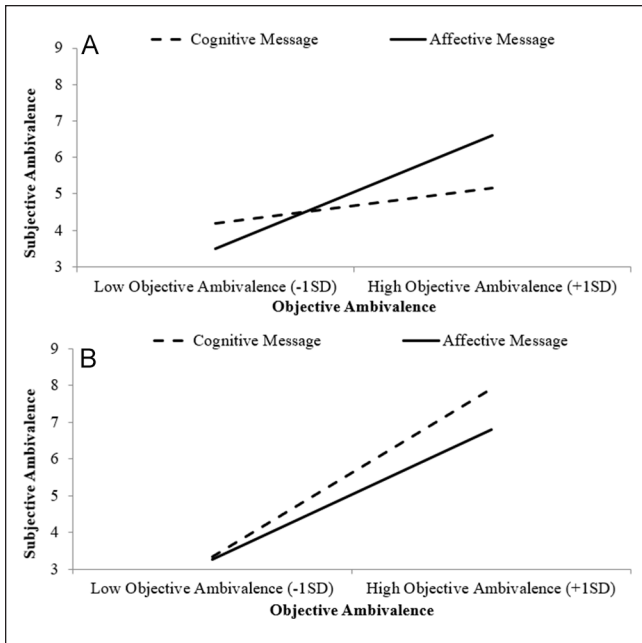 A
Cognitive Message
Affective Message
9
8
7
6
5
4
3
Subjective Ambivalence
Low Objective Ambivalence (-1SD)
High Objective Ambivalence (+1SD)
Objective Ambivalence
B
Cognitive Message
Affective Message
9
8
7
6
5
4
3
Subjective Ambivalence
Low Objective Ambivalence (-1SD)
High Objective Ambivalence (+1SD)
Objective Ambivalence